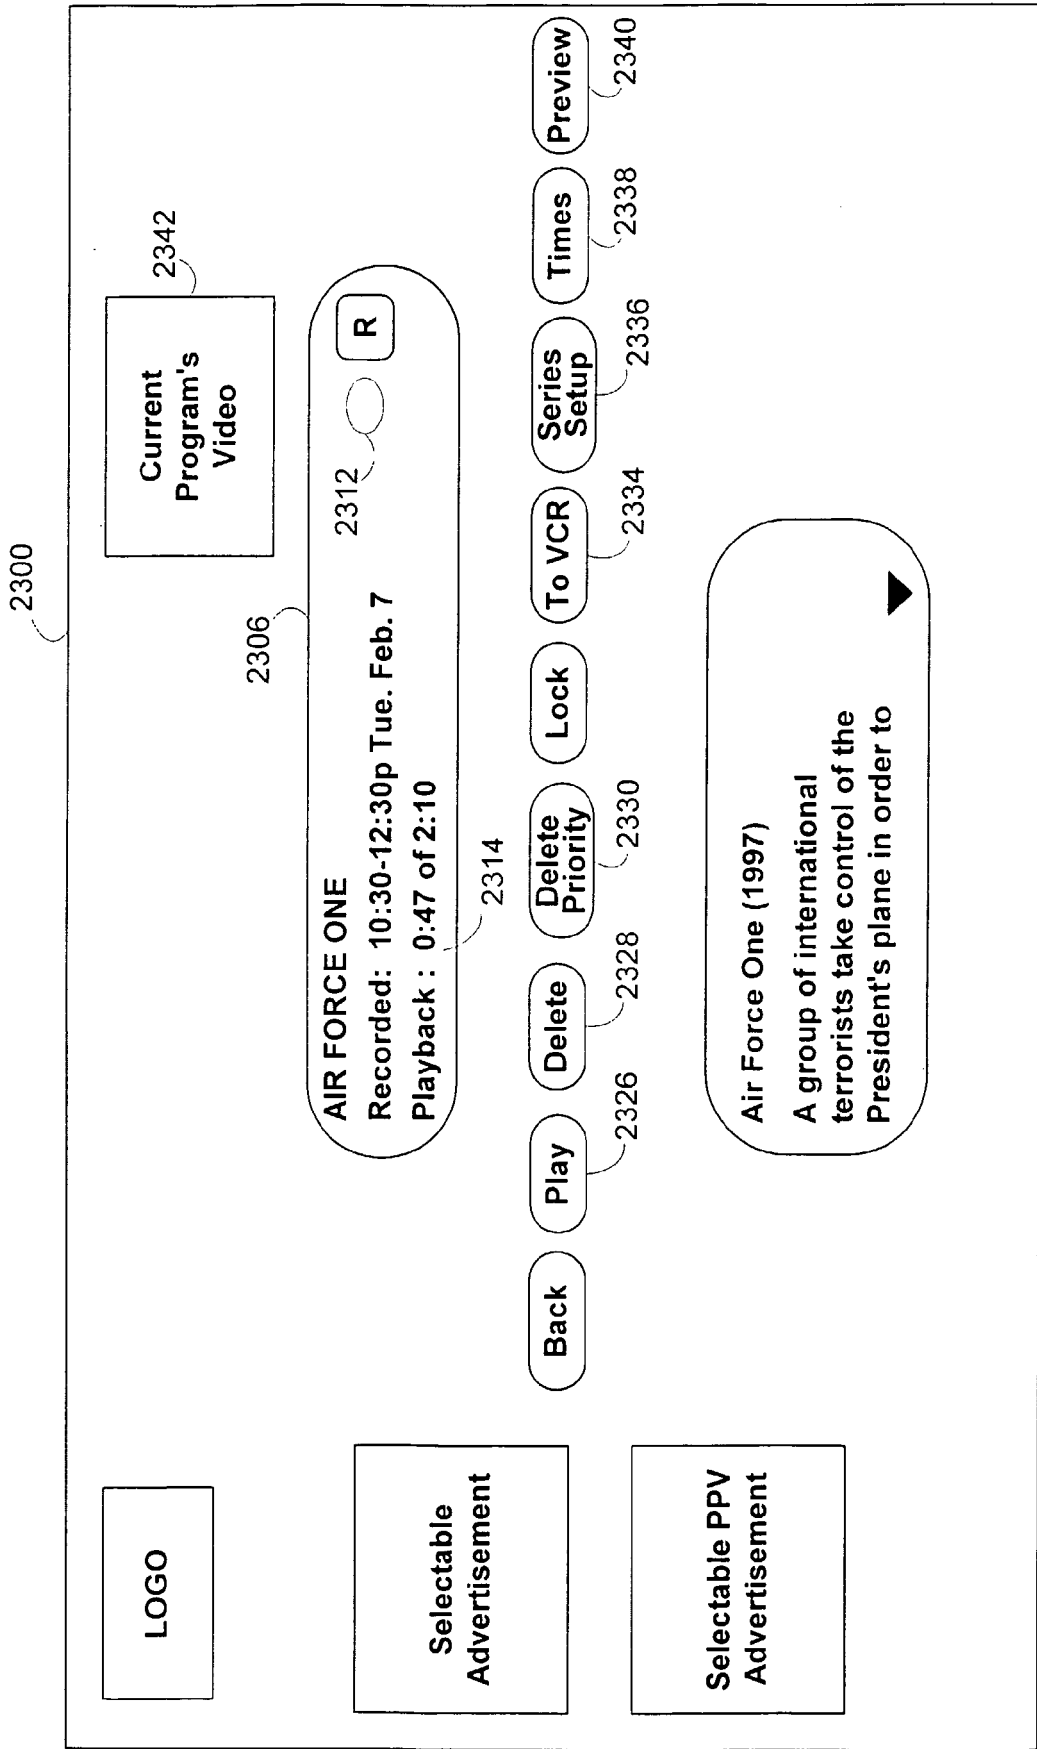 2300
LOGO
Current
Program's
Video
2342
2306
AIR FORCE ONE
Recorded: 10:30-12:30p Tue. Feb. 7
Playback : 0:47 of 2:10
R
2312
2314
Selectable
Advertisement
Back
Play
Delete
Delete
Priority
Lock
To VCR
Series
Setup
Times
Preview
2326
2328
2330
2334
2336
2338
2340
Selectable PPV
Advertisement
Air Force One (1997)
A group of international
terrorists take control of the
President's plane in order to